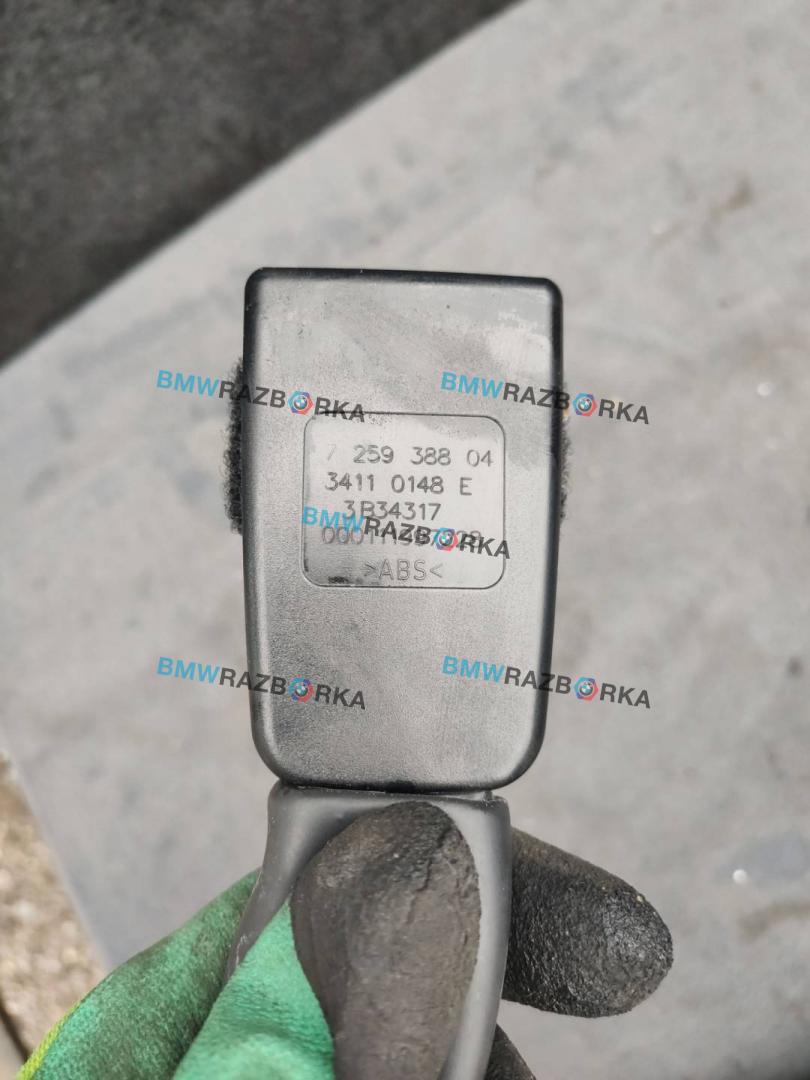 7 259 388 04
BMWRAZBORKA
BMWRAZBORKA
3411 0148 E
3B34317
BMWRAZBORKA
>ABS<
BMWRAZBORKA
BMWRAZBORKA